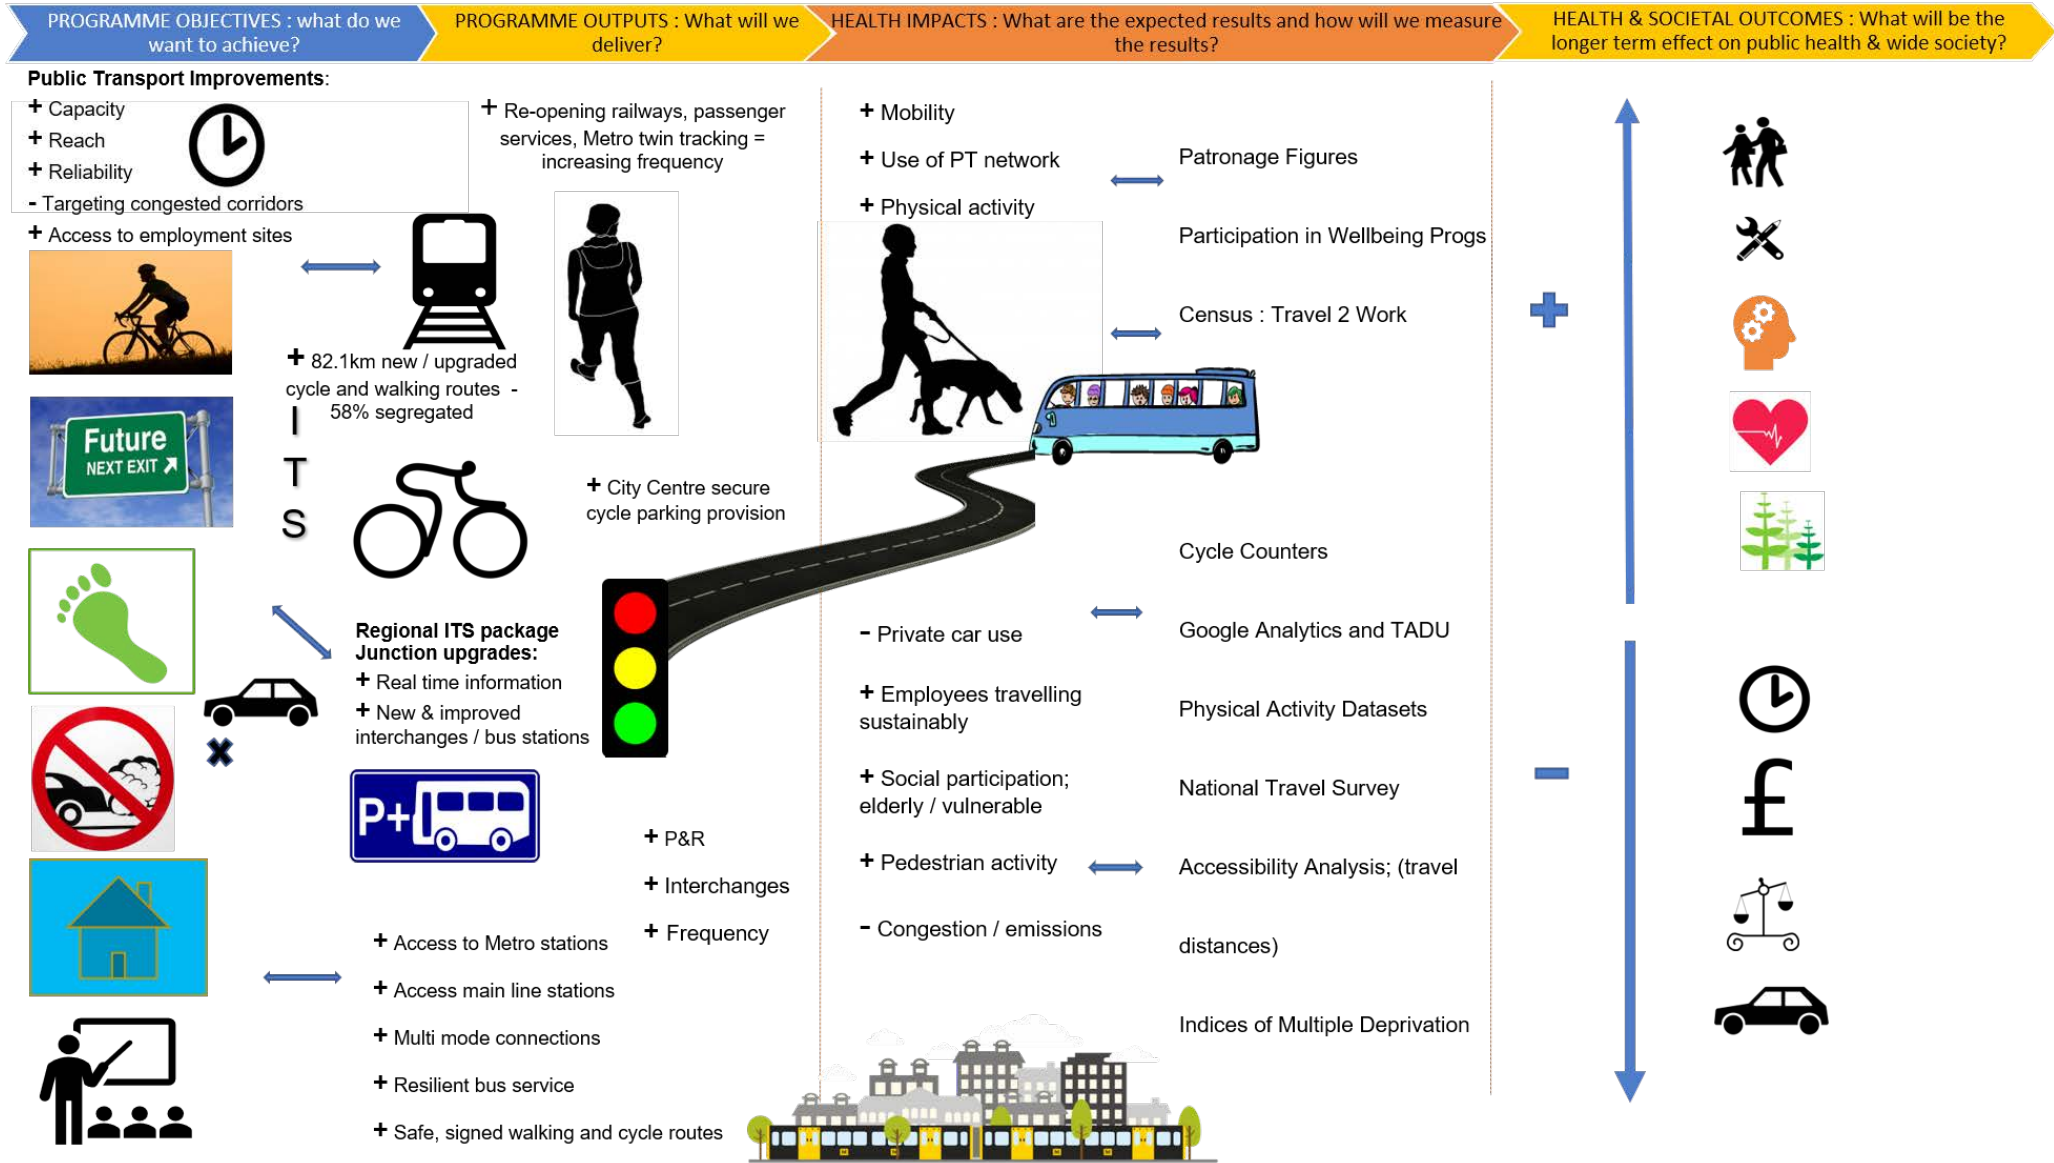 PROGRAMME OBJECTIVES : what do we
want to achieve?
PROGRAMME OUTPUTS : What will we
deliver?
HEALTH IMPACTS : What are the expected results and how will we measure
the results?
HEALTH & SOCIETAL OUTCOMES : What will be the
longer term effect on public health & wide society?
Public Transport Improvements:
+ Capacity
+ Reach
+ Reliability
- Targeting congested corridors
+ Access to employment sites
Future
NEXT EXIT
+ Re-opening railways, passenger
services, Metro twin tracking =
increasing frequency
+ 82.1km new / upgraded
cycle and walking routes -
58% segregated
I
T
S
+ City Centre secure
cycle parking provision
Regional ITS package
Junction upgrades:
+ Real time information
+ New & improved
interchanges / bus stations
P+
+ P&R
+ Interchanges
+ Frequency
+ Access to Metro stations
+ Access main line stations
+ Multi mode connections
+ Resilient bus service
+ Safe, signed walking and cycle routes
+ Mobility
+ Use of PT network
+ Physical activity
- Private car use
+ Employees travelling
sustainably
+ Social participation;
elderly / vulnerable
+ Pedestrian activity
- Congestion / emissions
Patronage Figures
Participation in Wellbeing Progs
Census : Travel 2 Work
Cycle Counters
Google Analytics and TADU
Physical Activity Datasets
National Travel Survey
Accessibility Analysis; (travel
distances)
Indices of Multiple Deprivation
£